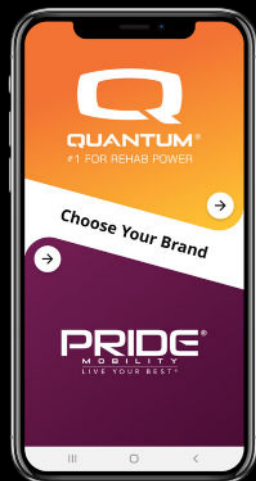 QUANTUM®
#1 FOR REHAB POWER
Choose Your Brand
PRIDE®
MOBILITY
LIVE YOUR BEST®